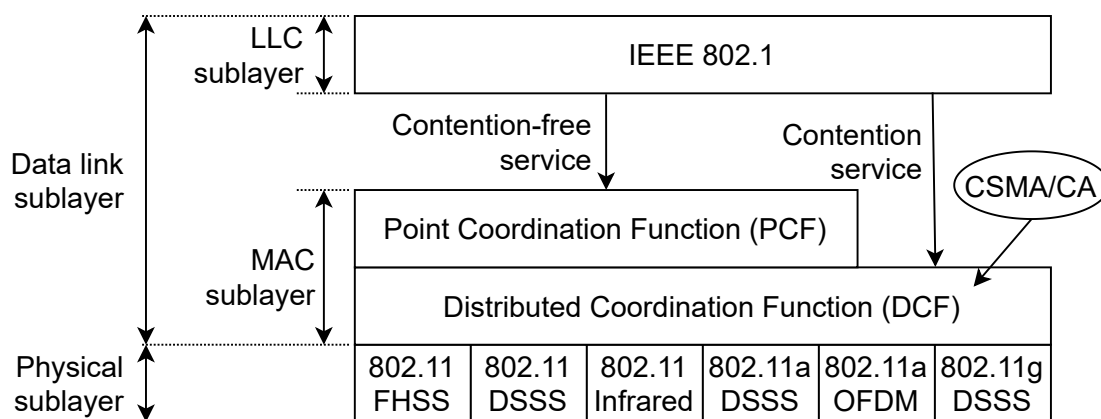 LLC
sublayer
IEEE 802.1
Contention-free
service
Contention
service
Data link
sublayer
CSMA/CA
Point Coordination Function (PCF)
MAC
sublayer
Distributed Coordination Function (DCF)
Physical
sublayer
802.11
FHSS
802.11
DSSS
802.11
Infrared
802.11a
DSSS
802.11a
OFDM
802.11g
DSSS